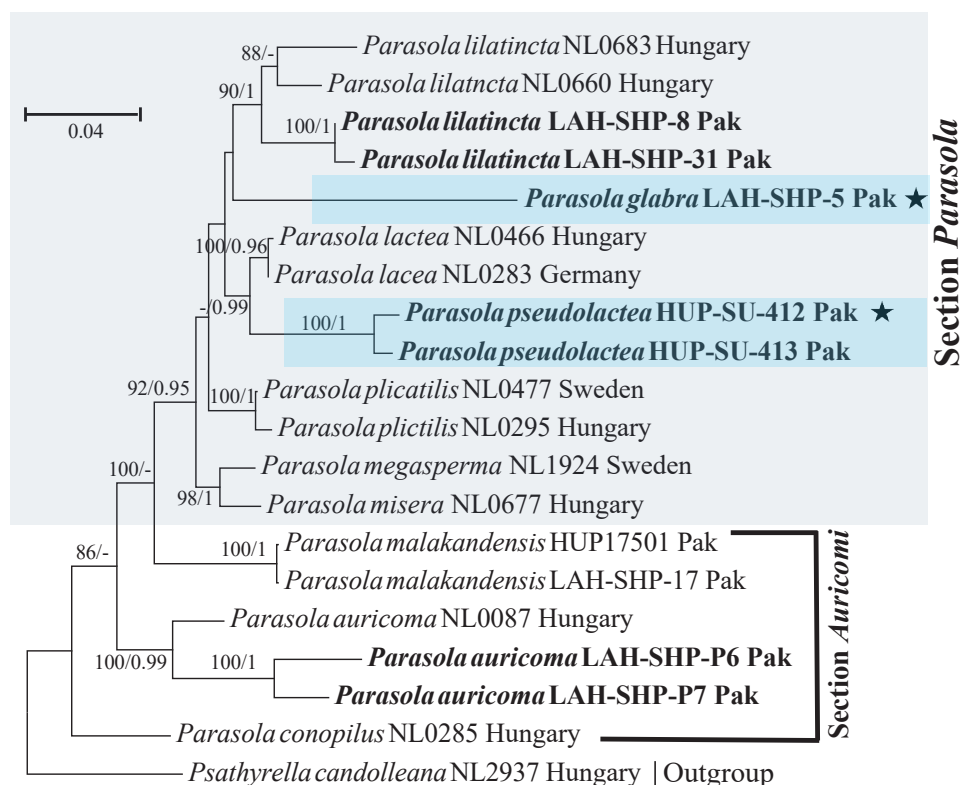 88/-
Parasola lilatincta NL0683 Hungary
Parasola lilatncta NL0660 Hungary
90/1
0.04
100/1
Parasola lilatincta LAH-SHP-8 Pak
Parasola lilatincta LAH-SHP-31 Pak
Parasola glabra LAH-SHP-5 Pak ★
100/0.96
Parasola lactea NL0466 Hungary
Parasola lacea NL0283 Germany
-/0.99
100/1
Parasola pseudolactea HUP-SU-412 Pak ★
Parasola pseudolactea HUP-SU-413 Pak
92/0.95
100/1
Parasola plicatilis NL0477 Sweden
Parasola plictilis NL0295 Hungary
100/-
Parasola megasperma NL1924 Sweden
98/1
Parasola misera NL0677 Hungary
Section Parasola
86/-
100/1
Parasola malakandensis HUP17501 Pak
Parasola malakandensis LAH-SHP-17 Pak
Parasola auricoma NL0087 Hungary
100/0.99
100/1
Parasola auricoma LAH-SHP-P6 Pak
Parasola auricoma LAH-SHP-P7 Pak
Parasola conopilus NL0285 Hungary
Section Auricomi
Psathyrella candolleana NL2937 Hungary | Outgroup